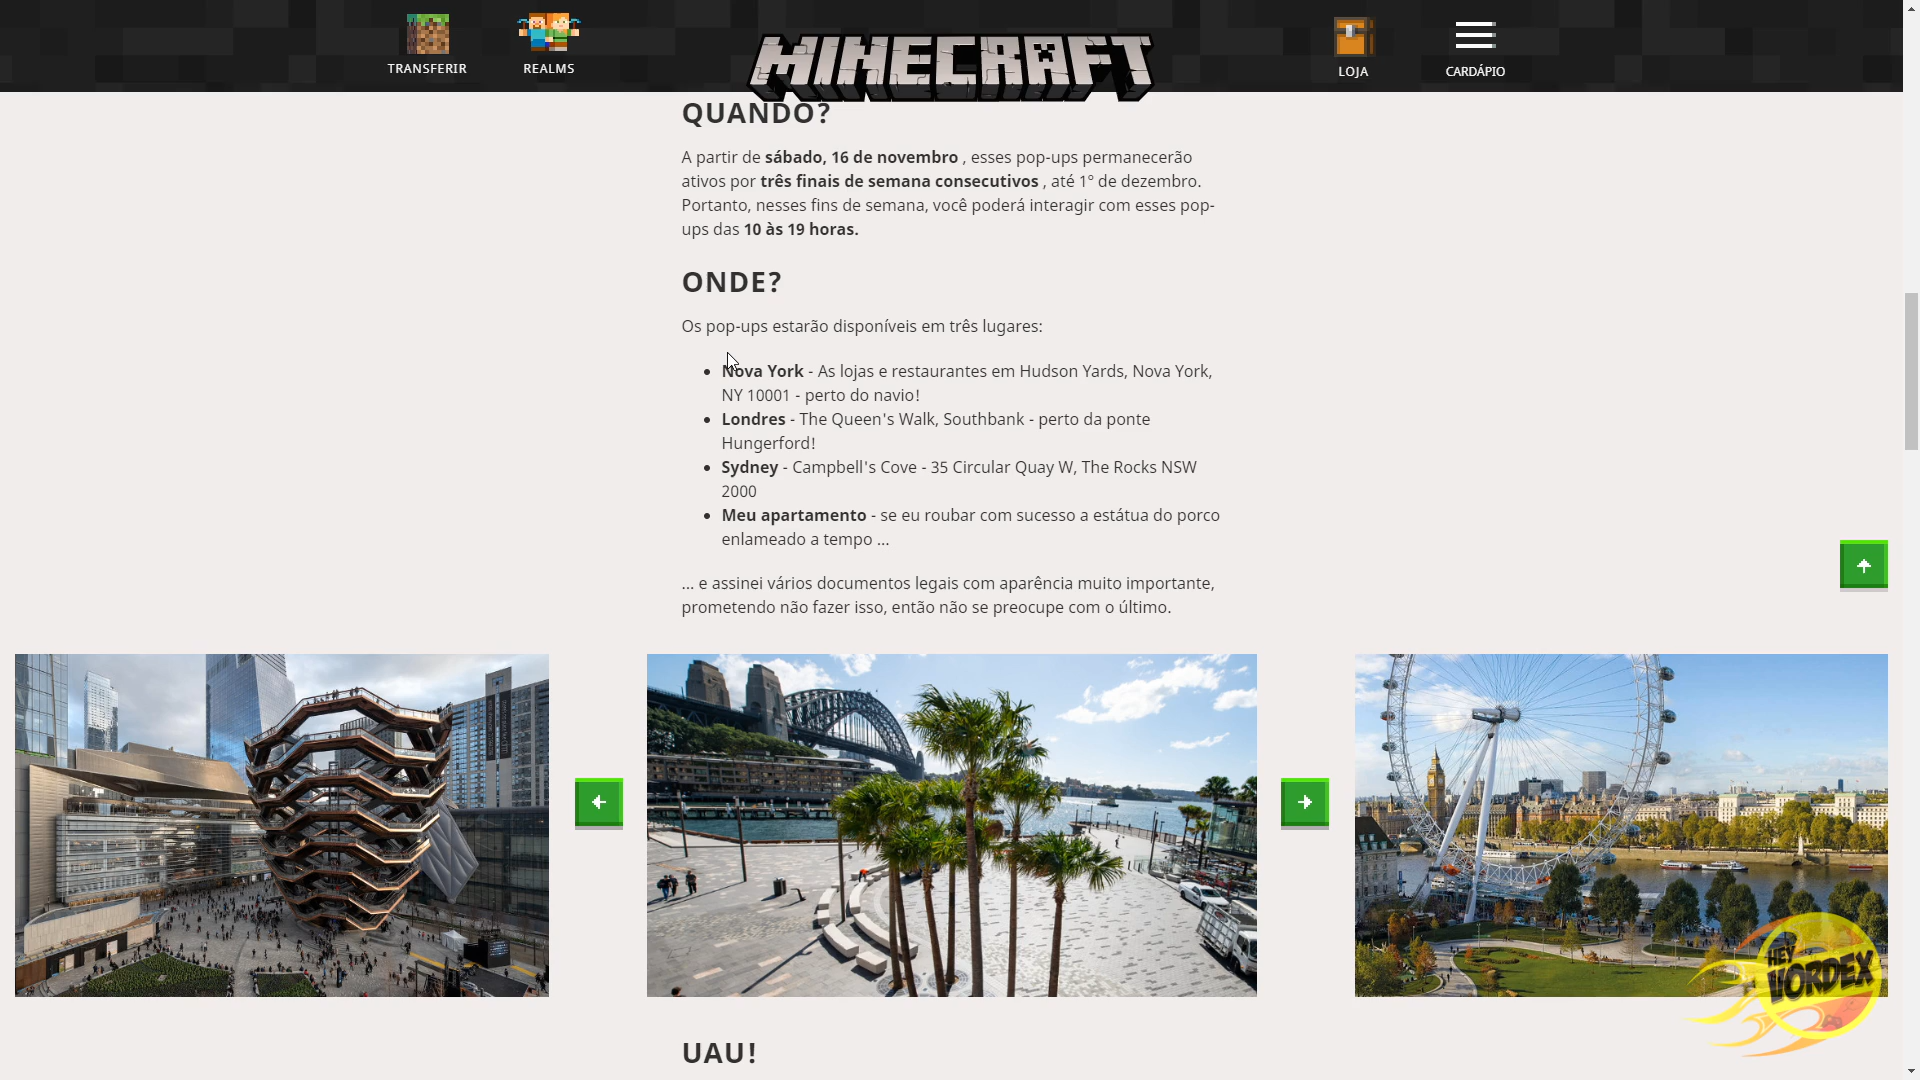 TRANSFERIR
REALMS
MINECRAFT
LOJA
CARDÁPIO
QUANDO?
A partir de sábado, 16 de novembro , esses pop-ups permanecerão
ativos por três finais de semana consecutivos , até 1º de dezembro.
Portanto, nesses fins de semana, você poderá interagir com esses pop-
ups das 10 às 19 horas.
ONDE?
Os pop-ups estarão disponíveis em três lugares:
Nova York - As lojas e restaurantes em Hudson Yards, Nova York,
NY 10001 - perto do navio!
Londres - The Queen's Walk, Southbank - perto da ponte
Hungerford!
Sydney - Campbell's Cove - 35 Circular Quay W, The Rocks NSW
2000
Meu apartamento - se eu roubar com sucesso a estátua do porco
enlameado a tempo ...
... e assinei vários documentos legais com aparência muito importante,
prometendo não fazer isso, então não se preocupe com o último.
HEY
VORDEX
UAU!